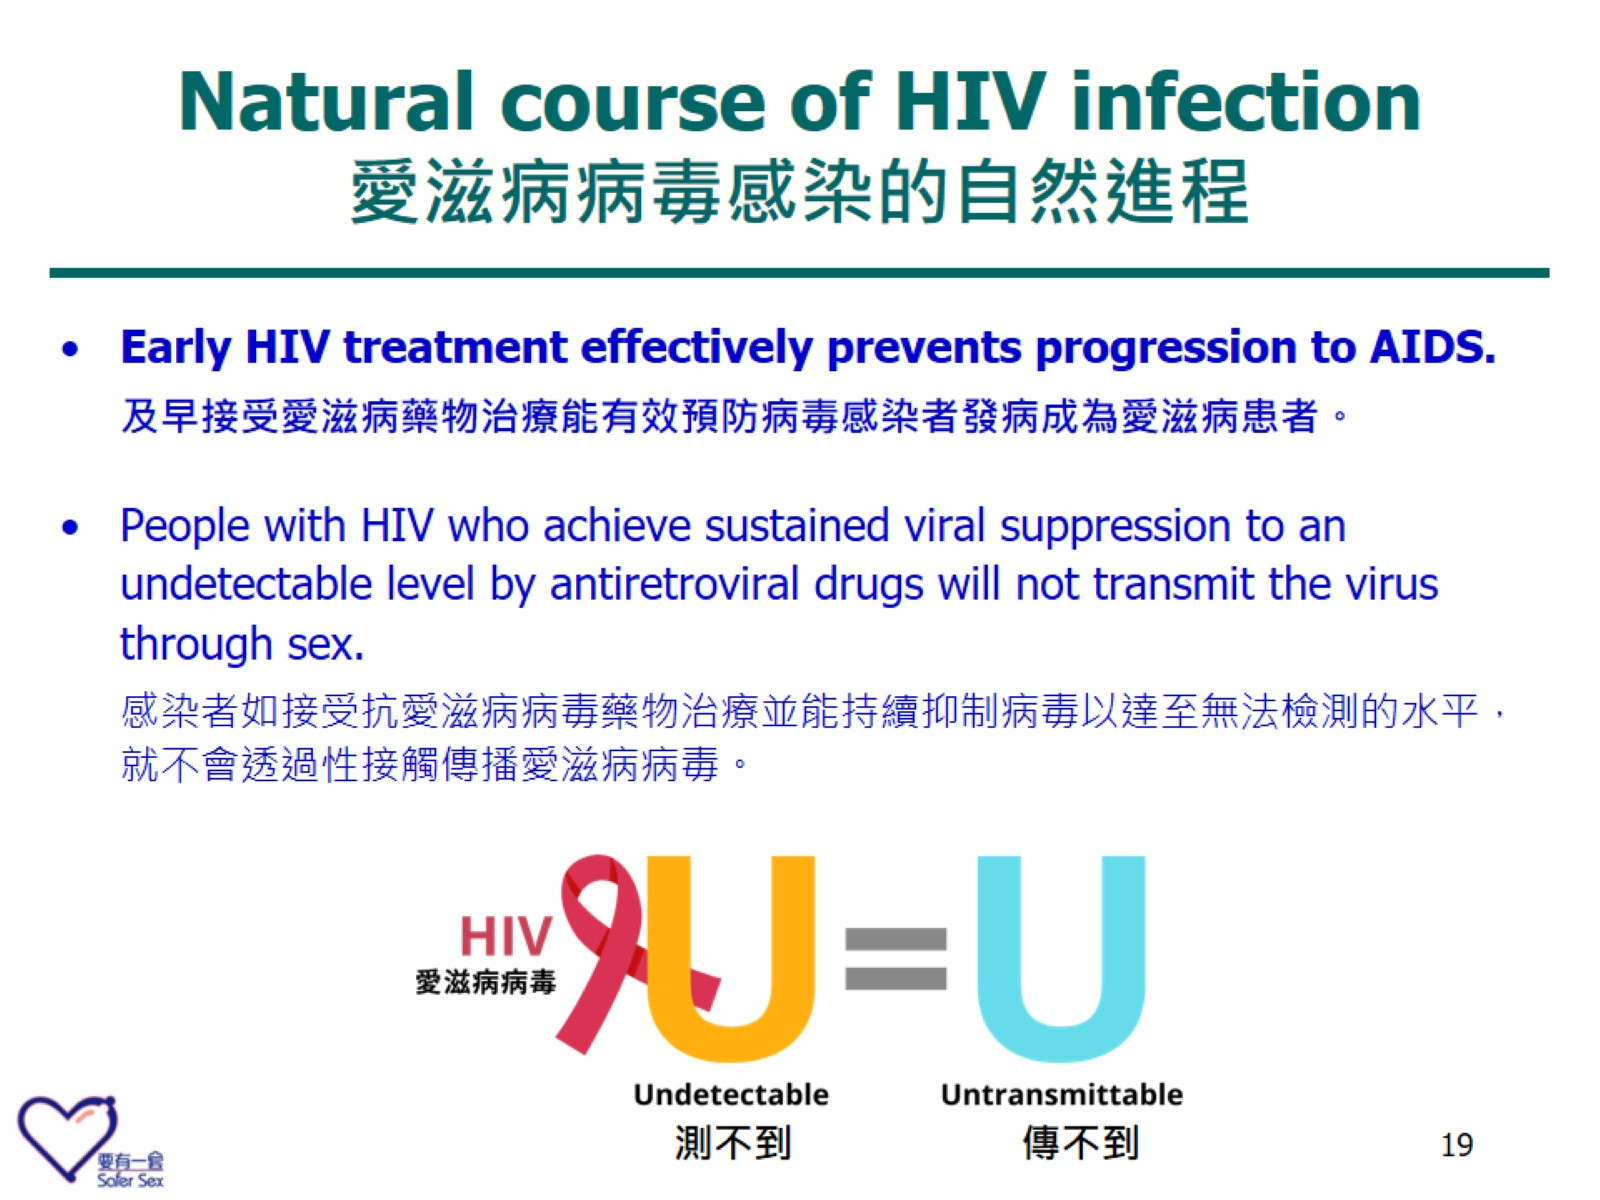 Natural course of HIV infection
愛滋病病毒感染的自然進程
• Early HIV treatment effectively prevents progression to AIDS.
及早接受愛滋病藥物治療能有效預防病毒感染者發病成為愛滋病患者。
• People with HIV who achieve sustained viral suppression to an
undetectable level by antiretroviral drugs will not transmit the virus
through sex.
感染者如接受抗愛滋病病毒藥物治療並能持續抑制病毒以達至無法檢測的水平，
就不會透過性接觸傳播愛滋病病毒。
HIV
愛滋病病毒
U = U
Undetectable
測不到
Untransmittable
傳不到
要有一套
Safer Sex
19